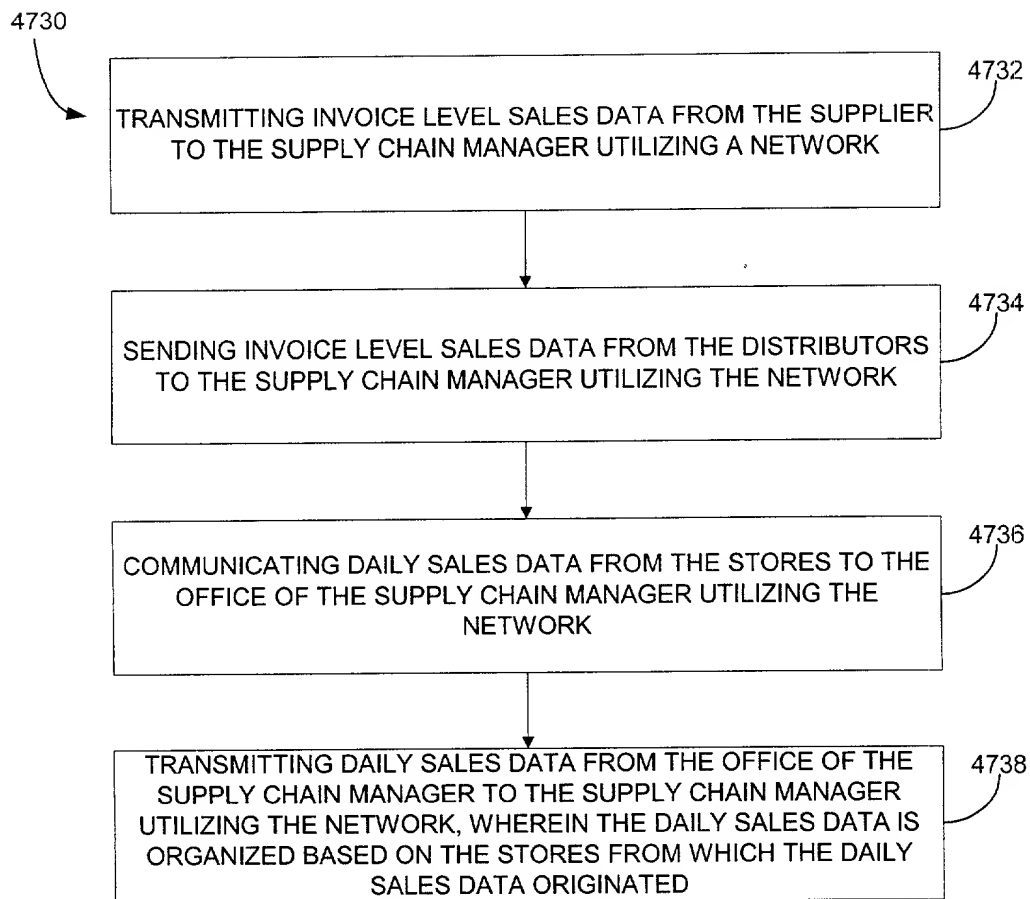 4730
4732
TRANSMITTING INVOICE LEVEL SALES DATA FROM THE SUPPLIER
TO THE SUPPLY CHAIN MANAGER UTILIZING A NETWORK
4734
SENDING INVOICE LEVEL SALES DATA FROM THE DISTRIBUTORS
TO THE SUPPLY CHAIN MANAGER UTILIZING THE NETWORK
4736
COMMUNICATING DAILY SALES DATA FROM THE STORES TO THE
OFFICE OF THE SUPPLY CHAIN MANAGER UTILIZING THE
NETWORK
4738
TRANSMITTING DAILY SALES DATA FROM THE OFFICE OF THE
SUPPLY CHAIN MANAGER TO THE SUPPLY CHAIN MANAGER
UTILIZING THE NETWORK, WHEREIN THE DAILY SALES DATA IS
ORGANIZED BASED ON THE STORES FROM WHICH THE DAILY
SALES DATA ORIGINATED